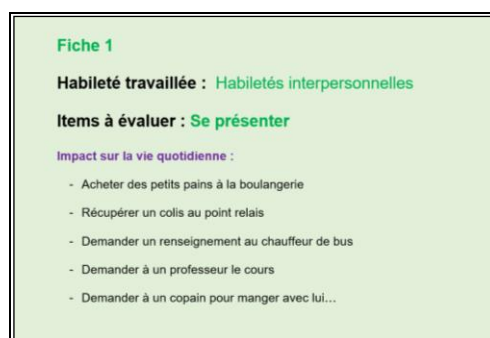 Fiche 1
Habileté travaillée : Habiletés interpersonnelles
Items à évaluer : Se présenter
Impact sur la vie quotidienne :
- Acheter des petits pains à la boulangerie
- Récupérer un colis au point relais
- Demander un renseignement au chauffeur de bus
- Demander à un professeur le cours
- Demander à un copain pour manger avec lui…